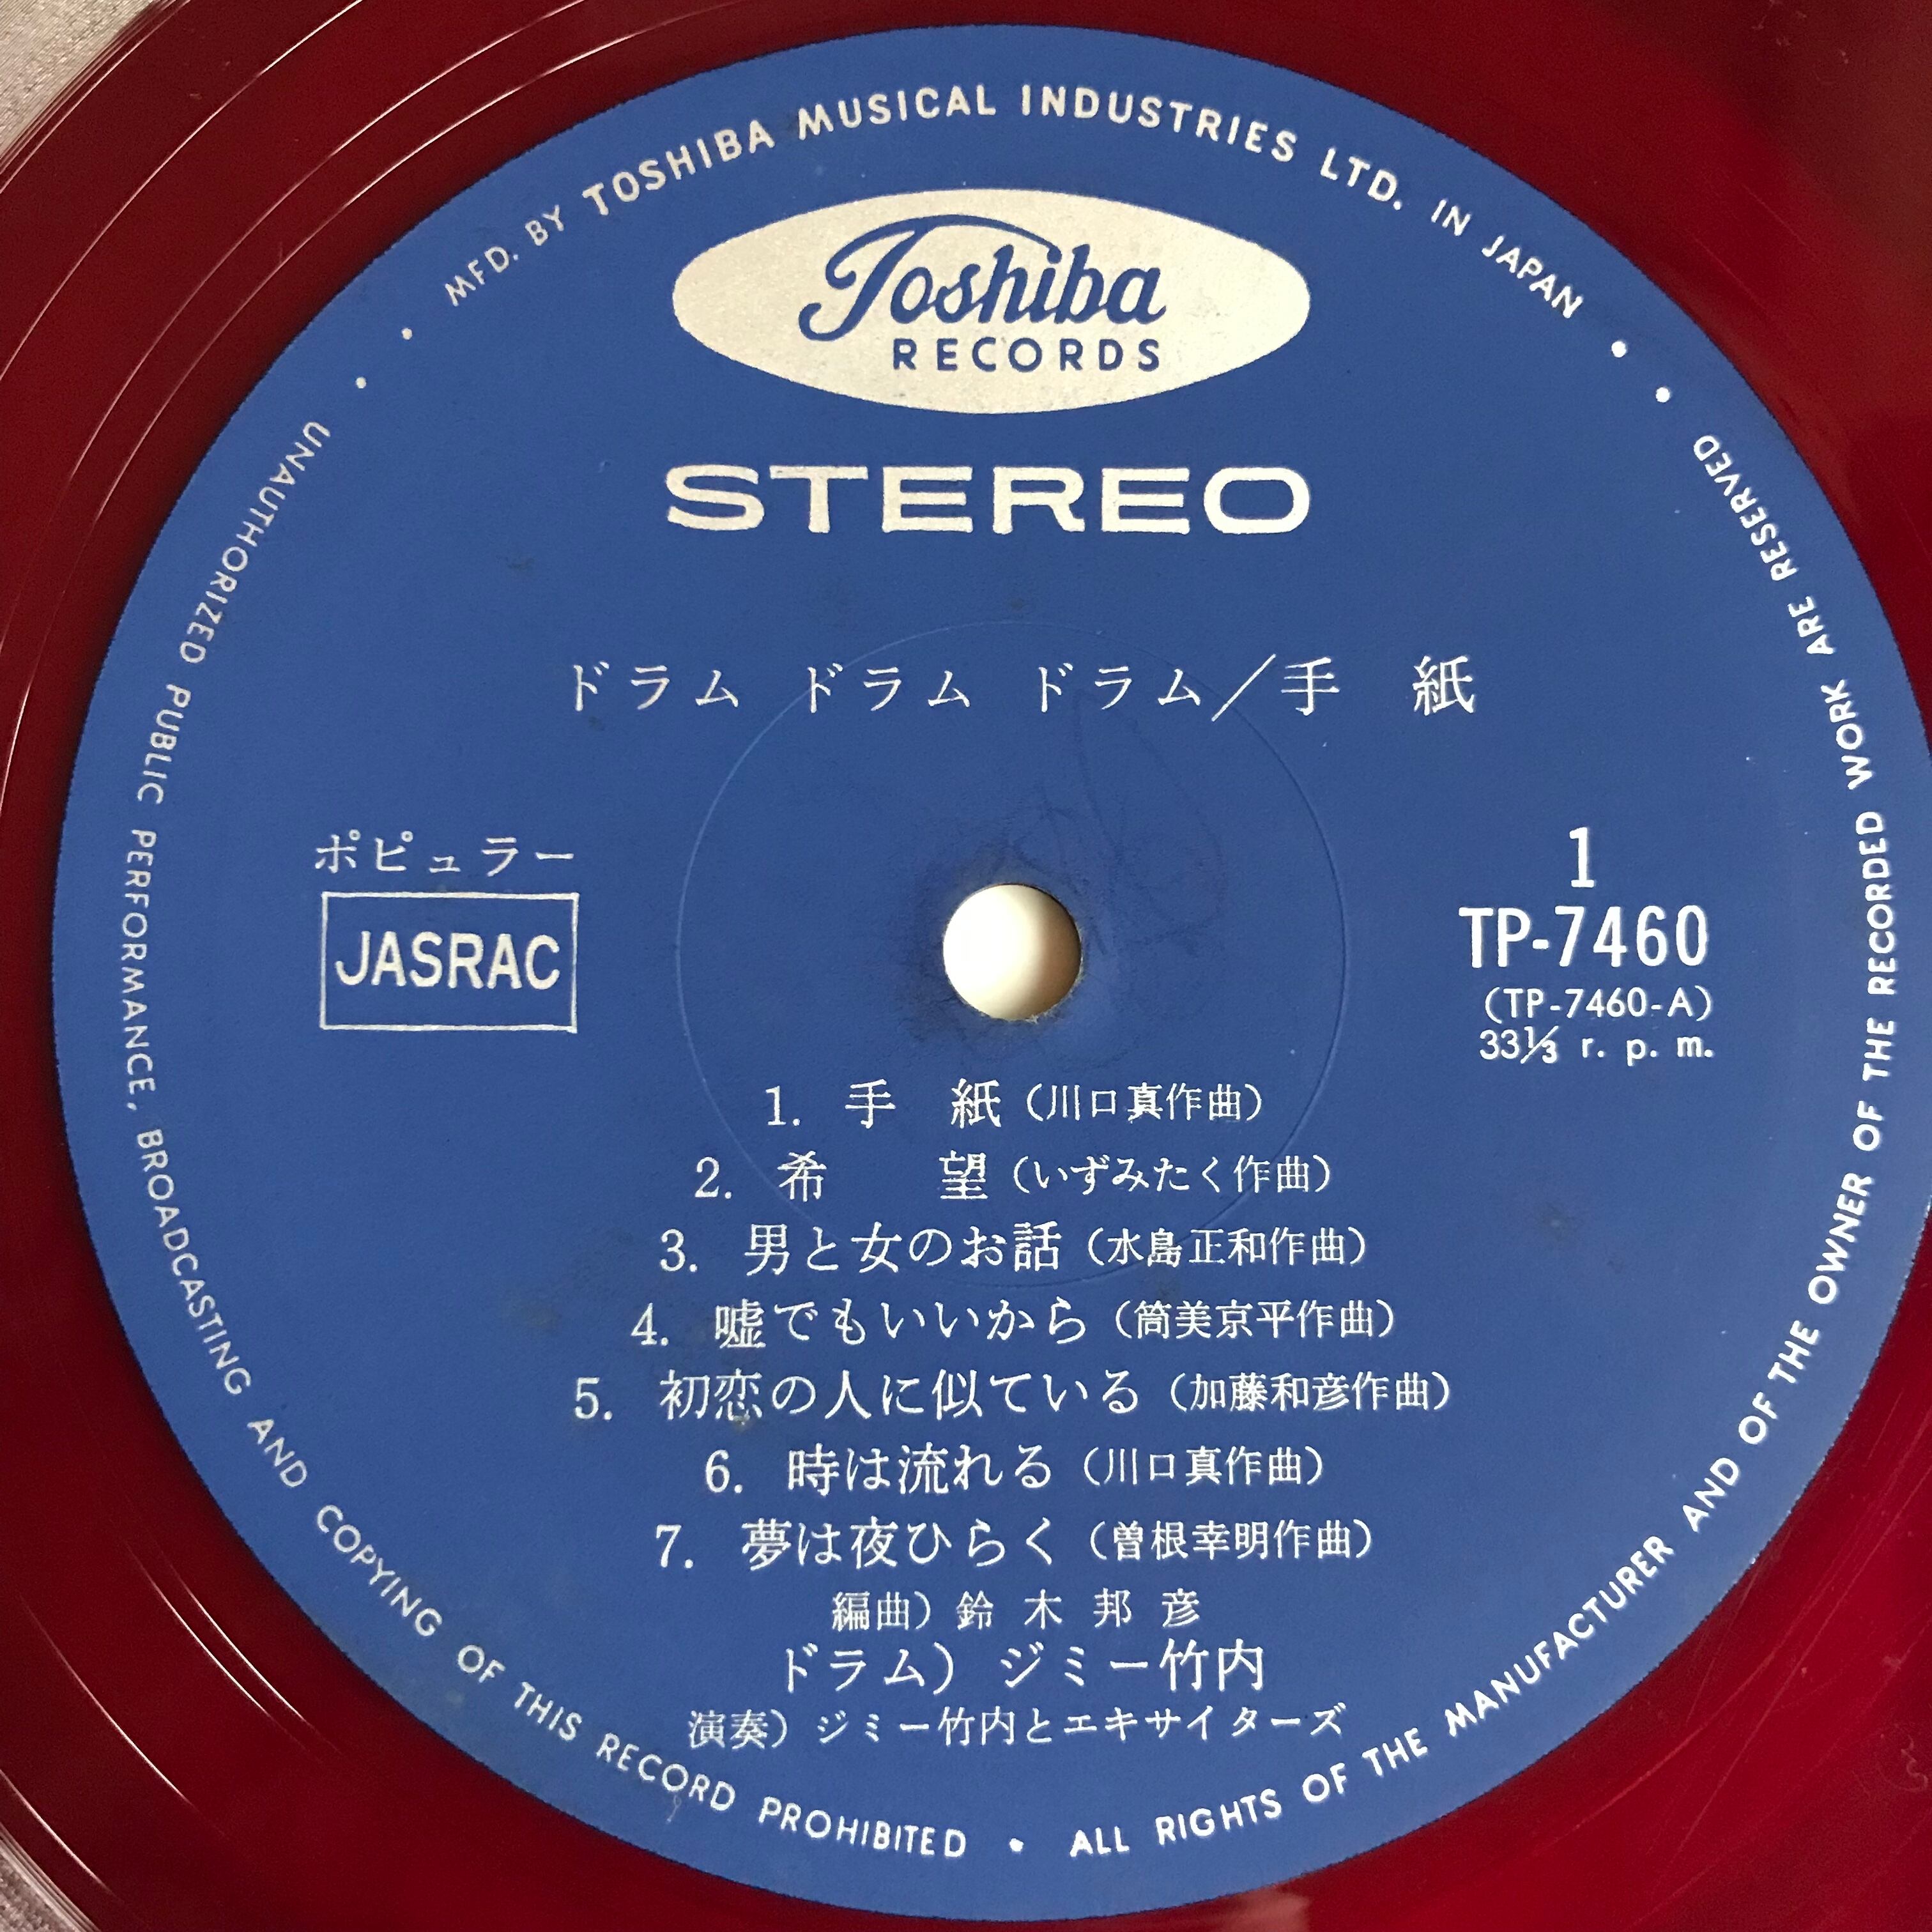 MFD. BY TOSHIBA MUSICAL INDUSTRIES LTD. IN JAPAN
Toshiba
RECORDS
STEREO
ドラム ドラム ドラム／手 紙
ポピュラー
JASRAC
1
TP-7460
(TP-7460-A)
33⅓ r. p. m.
1. 手 紙（川口真作曲）
2. 希 望（いずみたく作曲）
3. 男と女のお話（水島正和作曲）
4. 嘘でもいいから（筒美京平作曲）
5. 初恋の人に似ている（加藤和彦作曲）
6. 時は流れる（川口真作曲）
7. 夢は夜ひらく（曽根幸明作曲）
編曲）鈴 木 邦 彦
ドラム）ジミー竹内
演奏）ジミー竹内とエキサイターズ
UNAUTHORIZED PUBLIC PERFORMANCE, BROADCASTING AND COPYING OF THIS RECORD PROHIBITED • ALL RIGHTS OF THE MANUFACTURER AND OF THE OWNER OF THE RECORDED WORK ARE RESERVED